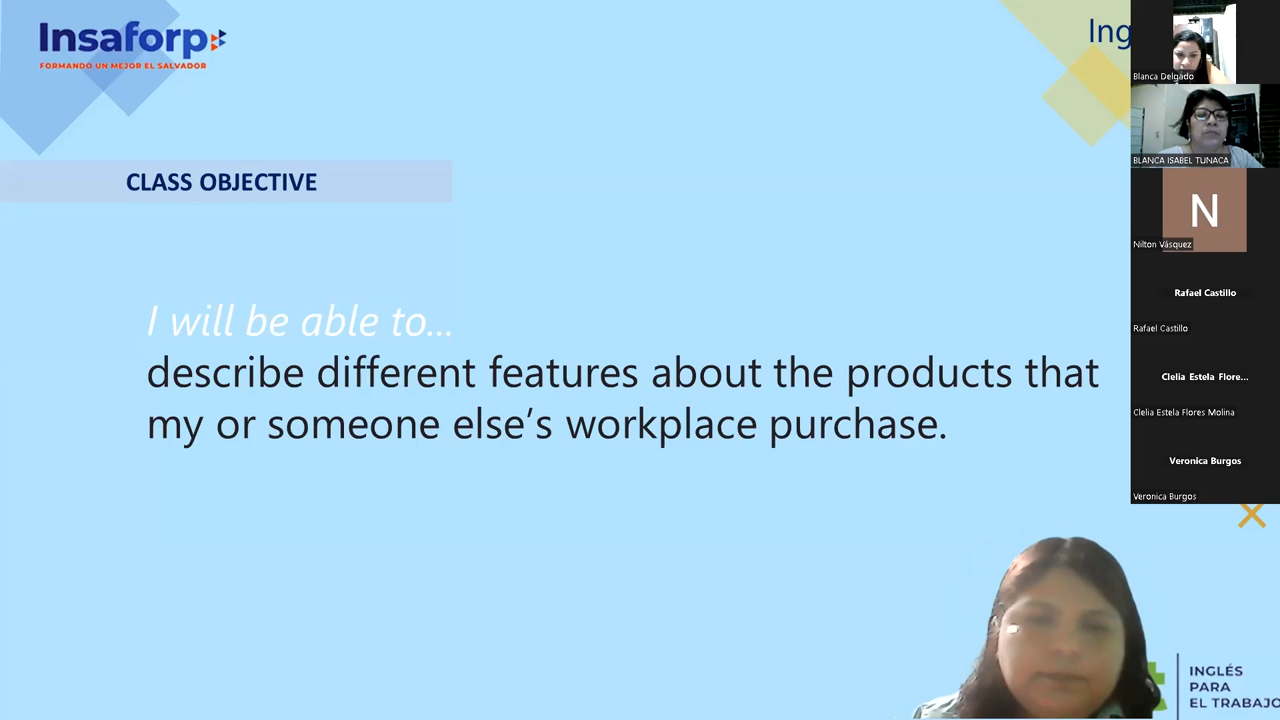 Insaforp
FORMANDO UN MEJOR EL SALVADOR
Ing
CLASS OBJECTIVE
I will be able to...
describe different features about the products that
my or someone else's workplace purchase.
Blanca Delgado
BLANCA ISABEL TUNACA
N
Nilton Vásquez
Rafael Castillo
Rafael Castillo
Clelia Estela Flore...
Clelia Estela Flores Molina
Veronica Burgos
Veronica Burgos
INGLÉS
PARA
EL TRABAJO